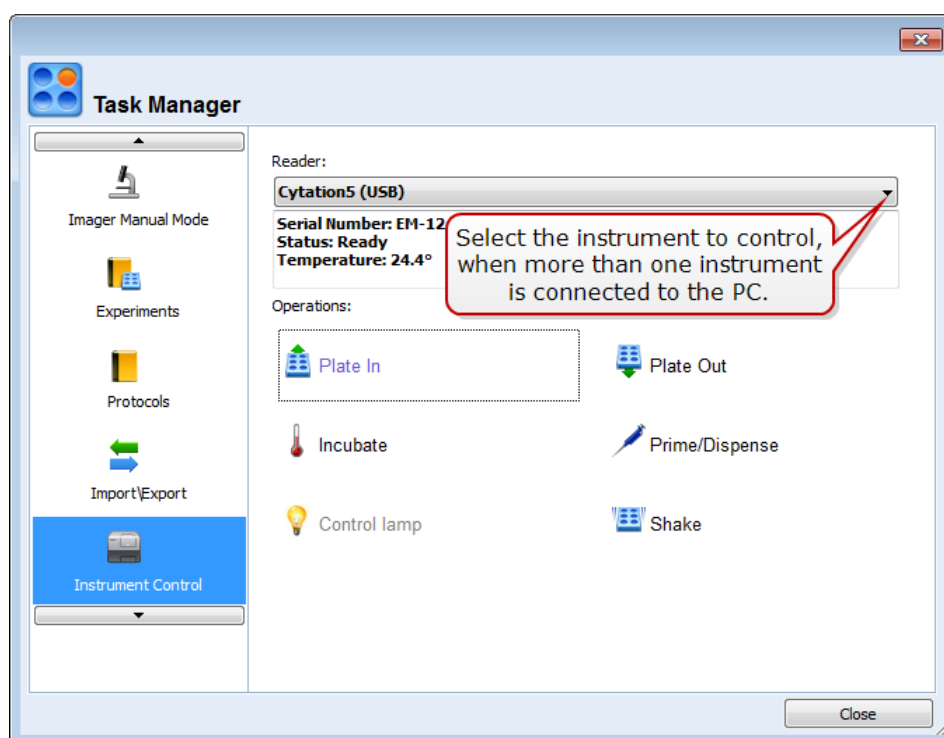 Task Manager
Imager Manual Mode
Experiments
Protocols
Import\Export
Instrument Control
Reader:
Cytation5 (USB)
Serial Number: EM-12
Status: Ready
Temperature: 24.4°
Select the instrument to control,
when more than one instrument
is connected to the PC.
Operations:
Plate In
Plate Out
Incubate
Prime/Dispense
Control lamp
Shake
Close